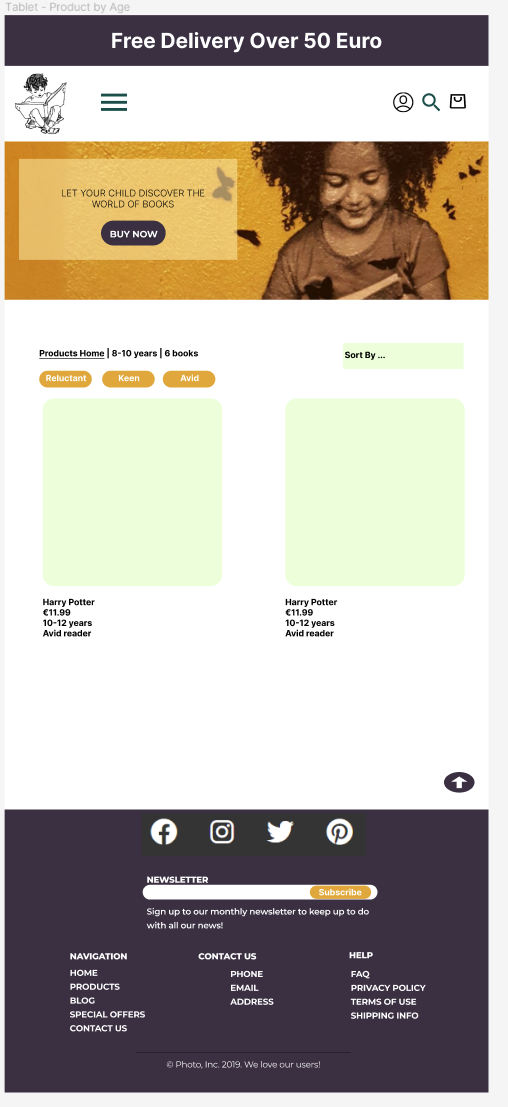 Tablet - Product by Age
Free Delivery Over 50 Euro
LET YOUR CHILD DISCOVER THE
WORLD OF BOOKS
BUY NOW
Products Home | 8-10 years | 6 books
Sort By ...
Reluctant
Keen
Avid
Harry Potter
€11.99
10-12 years
Avid reader
Harry Potter
€11.99
10-12 years
Avid reader
NEWSLETTER
Subscribe
Sign up to our monthly newsletter to keep up to do
with all our news!
NAVIGATION
HOME
PRODUCTS
BLOG
SPECIAL OFFERS
CONTACT US
CONTACT US
PHONE
EMAIL
ADDRESS
HELP
FAQ
PRIVACY POLICY
TERMS OF USE
SHIPPING INFO
© Photo, Inc. 2019. We love our users!